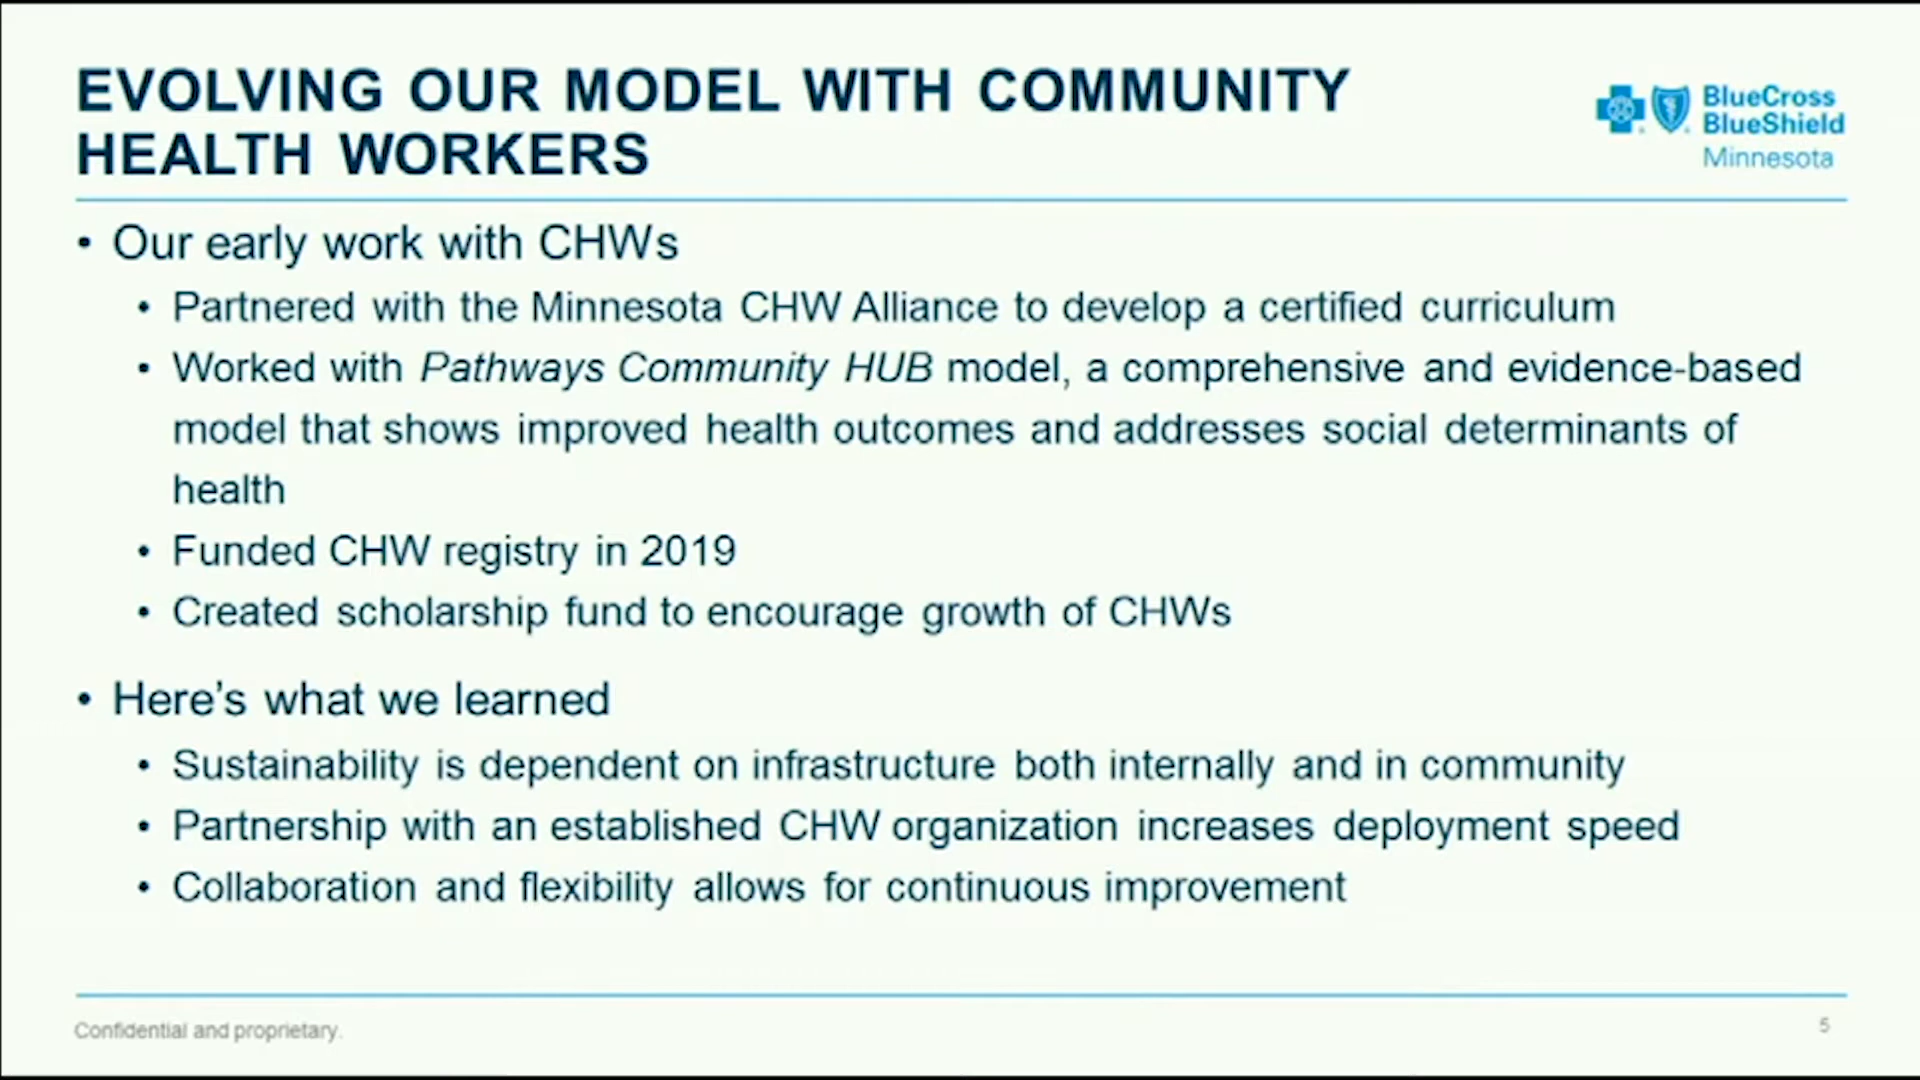 EVOLVING OUR MODEL WITH COMMUNITY
HEALTH WORKERS
BlueCross
BlueShield
Minnesota
• Our early work with CHWs
• Partnered with the Minnesota CHW Alliance to develop a certified curriculum
• Worked with Pathways Community HUB model, a comprehensive and evidence-based
model that shows improved health outcomes and addresses social determinants of
health
• Funded CHW registry in 2019
• Created scholarship fund to encourage growth of CHWs
• Here’s what we learned
• Sustainability is dependent on infrastructure both internally and in community
• Partnership with an established CHW organization increases deployment speed
• Collaboration and flexibility allows for continuous improvement
Confidential and proprietary.
5